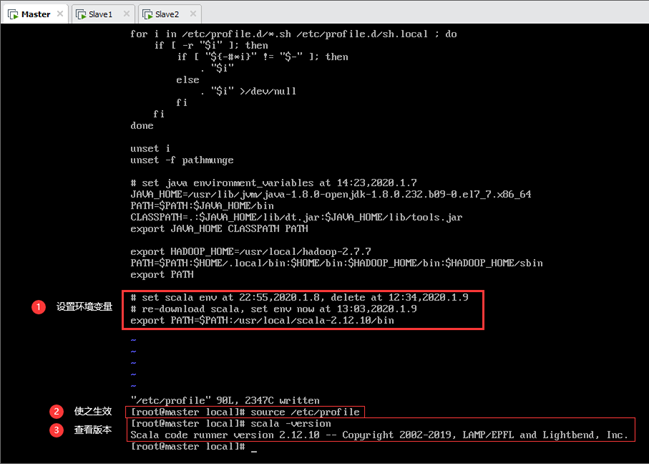 Master Slave1 Slave2
for i in /etc/profile.d/*.sh /etc/profile.d/sh.local ; do
    if [ -r "$i" ]; then
        if [ "${-#*i}" != "$-" ]; then
            . "$i"
        else
            . "$i" >/dev/null
        fi
    fi
done

unset i
unset -f pathmunge

# set java environment_variables at 14:23,2020.1.7
JAVA_HOME=/usr/lib/jvm/java-1.8.0-openjdk-1.8.0.232.b09-0.el7_7.x86_64
PATH=$PATH:$JAVA_HOME/bin
CLASSPATH=.:$JAVA_HOME/lib/dt.jar:$JAVA_HOME/lib/tools.jar
export JAVA_HOME CLASSPATH PATH

export HADOOP_HOME=/usr/local/hadoop-2.7.7
PATH=$PATH:$HOME/.local/bin:$HOME/bin:$HADOOP_HOME/bin:$HADOOP_HOME/sbin
export PATH

# set scala env at 22:55,2020.1.8, delete at 12:34,2020.1.9
1 设置环境变量 # re-download scala, set env now at 13:03,2020.1.9
export PATH=$PATH:/usr/local/scala-2.12.10/bin
~
~
~
~
~
"/etc/profile" 90L, 2347C written
2 使之生效 [root@master local]# source /etc/profile
[root@master local]# scala -version
3 查看版本 Scala code runner version 2.12.10 -- Copyright 2002-2019, LAMP/EPFL and Lightbend, Inc.
[root@master local]# _